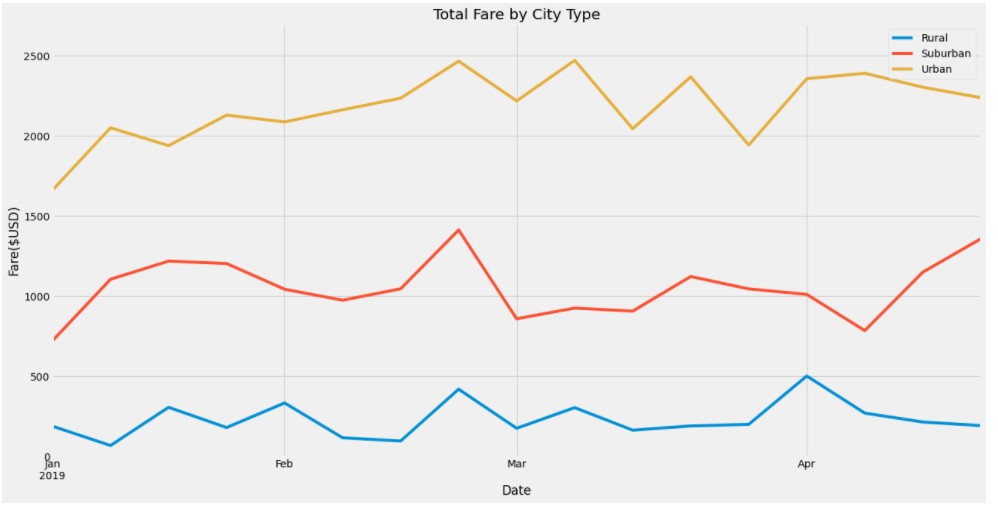 Total Fare by City Type
Rural
Suburban
Urban
2500
2000
1500
1000
500
0
Fare($USD)
Jan
2019
Feb
Mar
Apr
Date